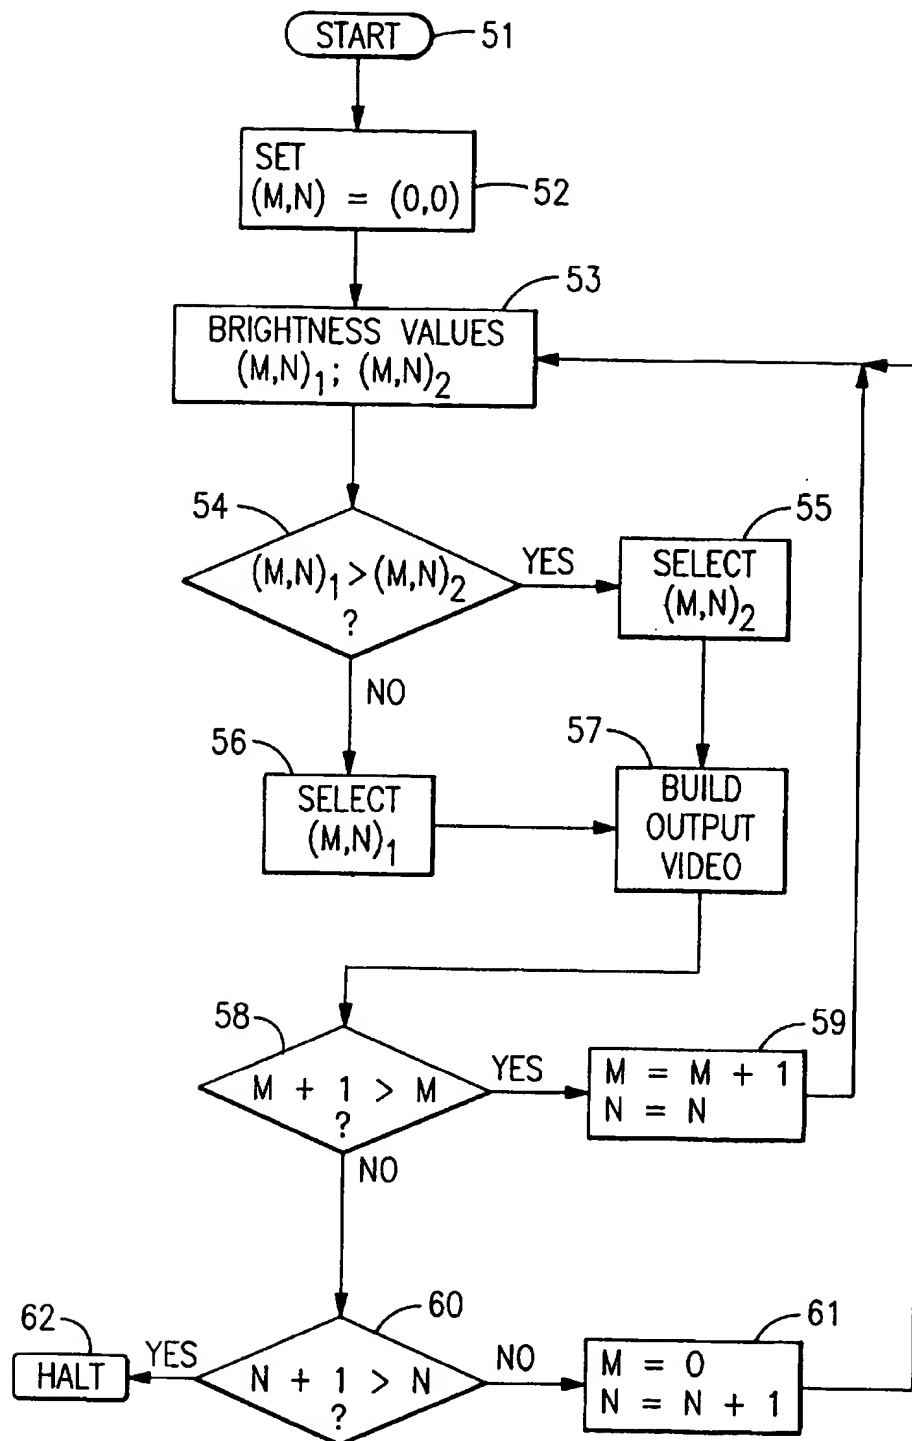 START
51
SET
(M,N) = (0,0)
52
53
BRIGHTNESS VALUES
(M,N)₁; (M,N)₂
54
(M,N)₁ > (M,N)₂
?
YES
55
SELECT
(M,N)₂
NO
56
SELECT
(M,N)₁
57
BUILD
OUTPUT
VIDEO
58
M + 1 > M
?
YES
59
M = M + 1
N = N
NO
60
N + 1 > N
?
YES
62
HALT
NO
61
M = 0
N = N + 1